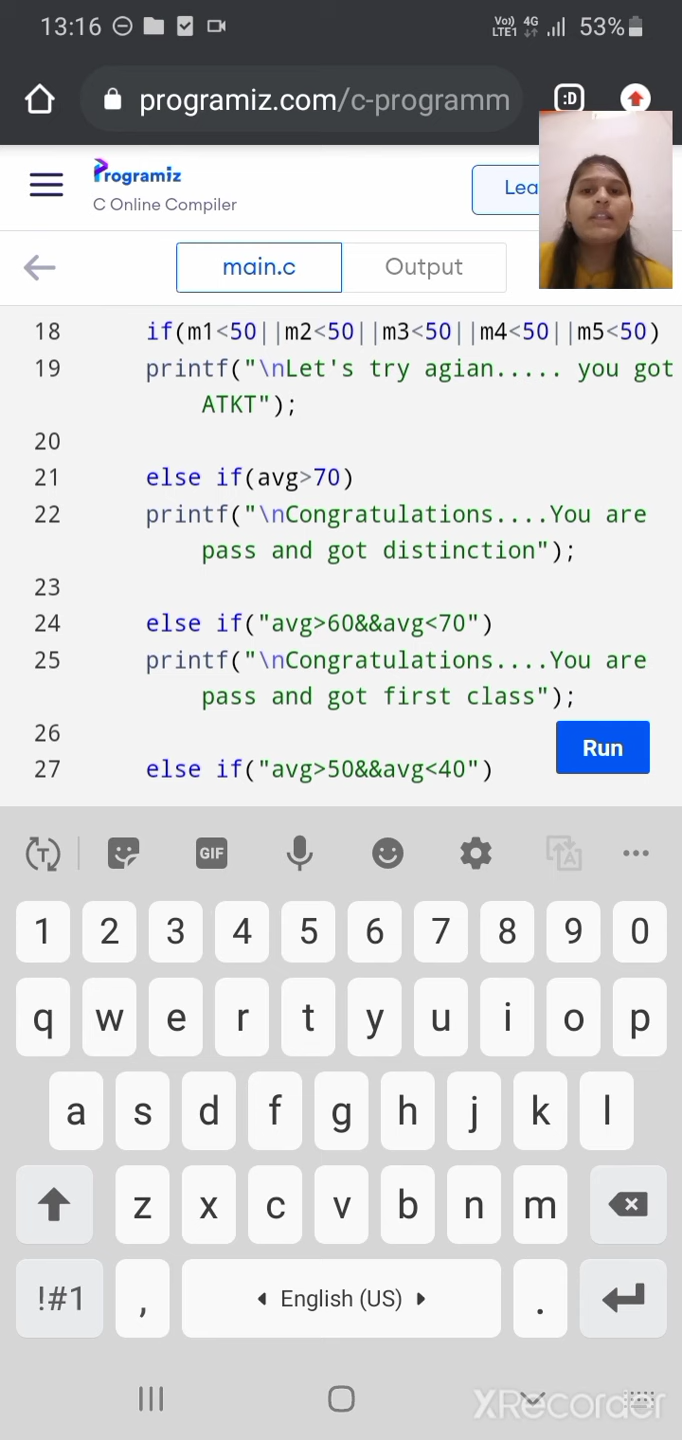 13:16 Vo)) LTE1 4G 53%
programiz.com/c-programm :D
Programiz
C Online Compiler
Lea
main.c Output
18 if(m1<50||m2<50||m3<50||m4<50||m5<50)
19 printf("\nLet's try agian..... you got
ATKT");
20
21 else if(avg>70)
22 printf("\nCongratulations....You are
pass and got distinction");
23
24 else if("avg>60&&avg<70")
25 printf("\nCongratulations....You are
pass and got first class");
26
Run
27 else if("avg>50&&avg<40")
T GIF A
1 2 3 4 5 6 7 8 9 0
q w e r t y u i o p
a s d f g h j k l
z x c v b n m
!#1 , English (US) .
XRecorder